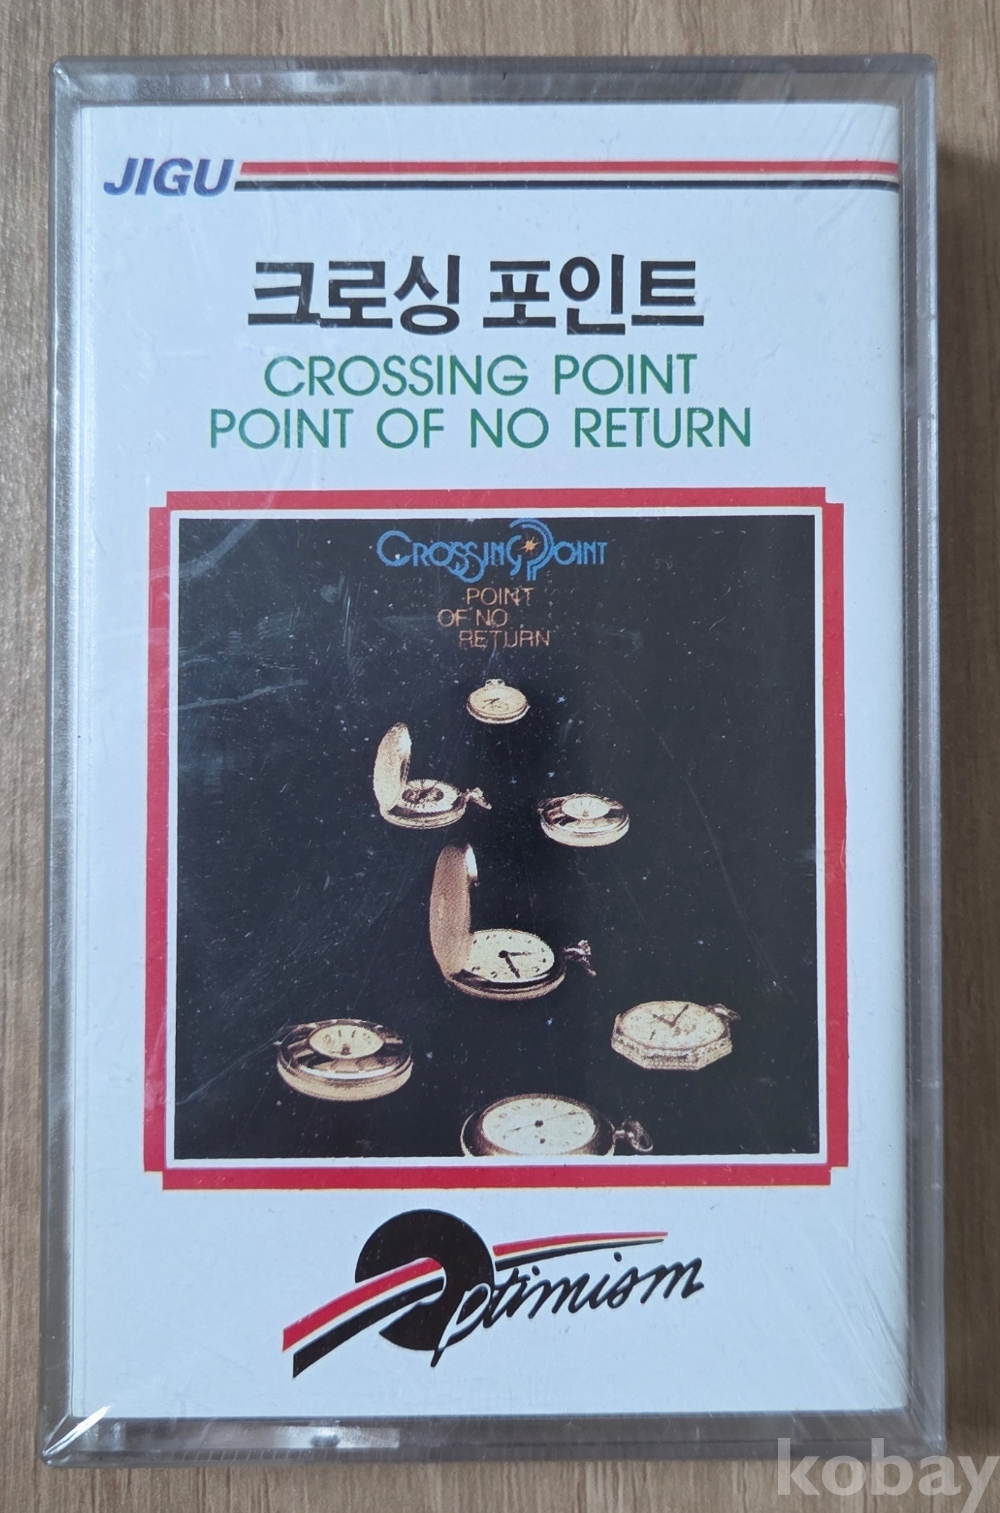 JIGU
크로싱 포인트
CROSSING POINT
POINT OF NO RETURN
CROSSING POINT
POINT
OF NO
RETURN
Optimism
kobay